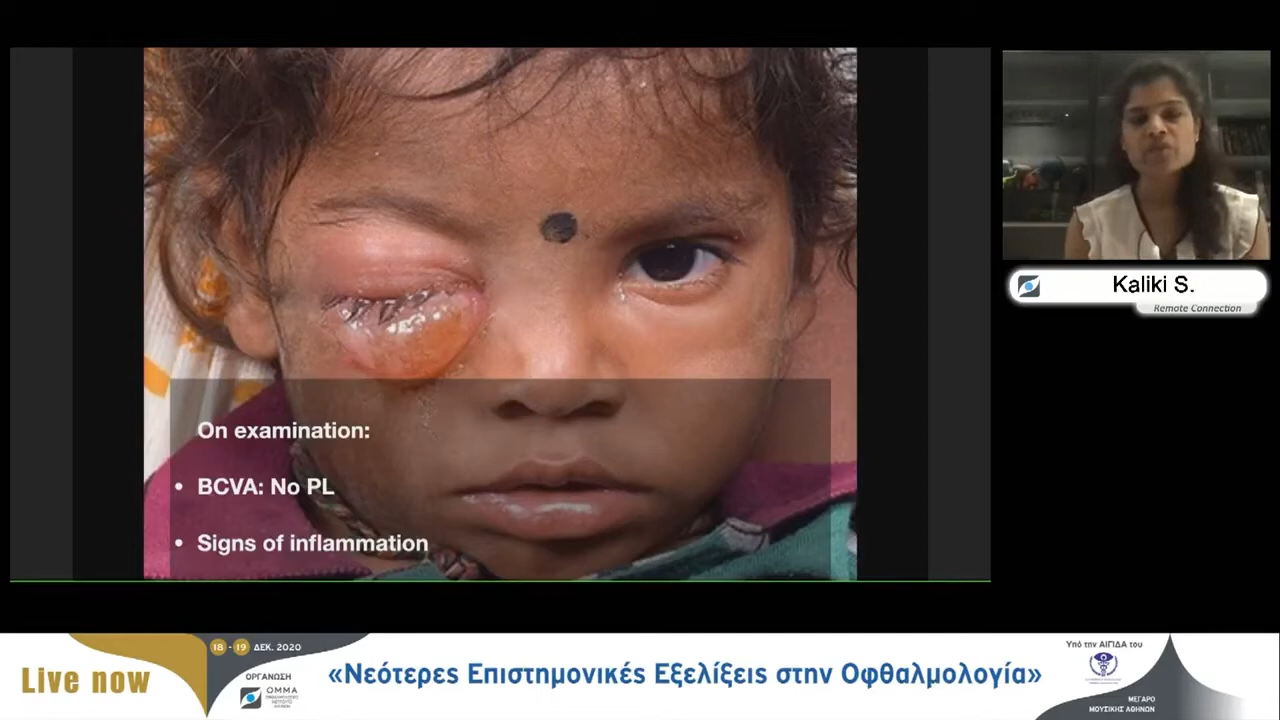 On examination:
• BCVA: No PL
• Signs of inflammation
Kaliki S.
Remote Connection
Live now
18 - 19 ΔΕΚ. 2020
ΟΡΓΑΝΩΣΗ
ΟΜΜΑ
«Νεότερες Επιστημονικές Εξελίξεις στην Οφθαλμολογία»
Υπό την ΑΙΓΙΔΑ του
ΜΕΓΑΡΟ
ΜΟΥΣΙΚΗΣ ΑΘΗΝΩΝ